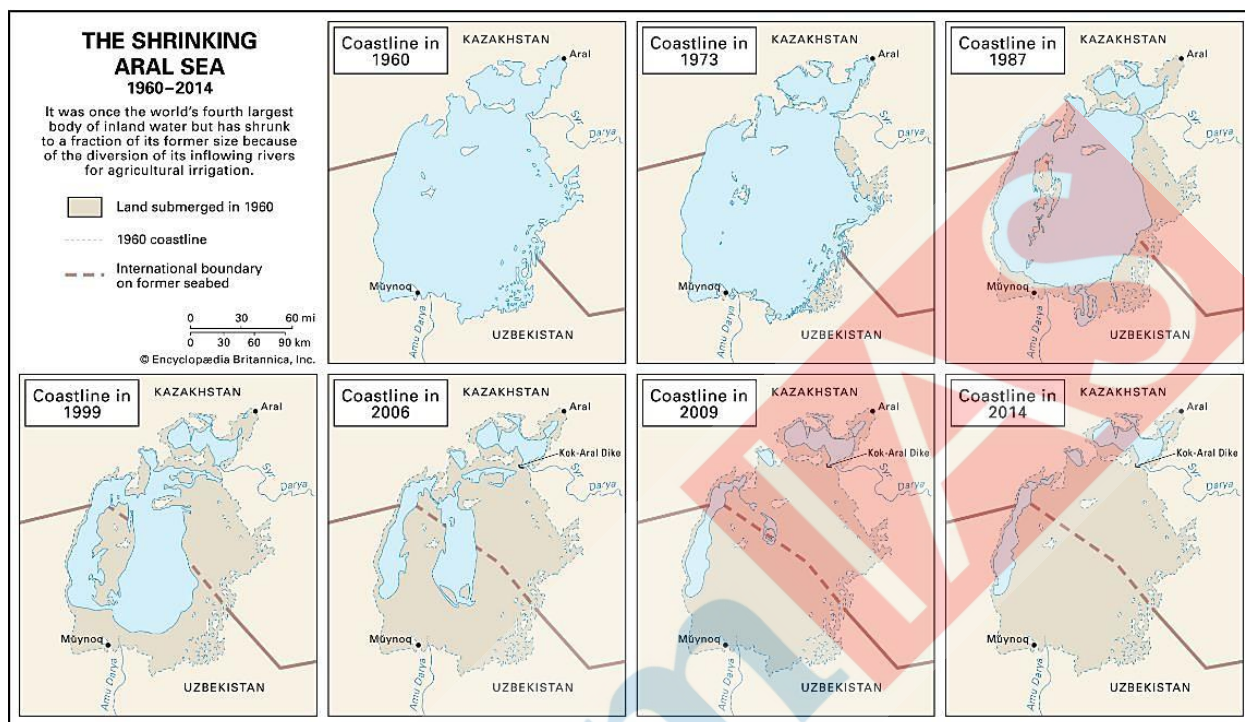 THE SHRINKING
ARAL SEA
1960–2014
It was once the world's fourth largest
body of inland water but has shrunk
to a fraction of its former size because
of the diversion of its inflowing rivers
for agricultural irrigation.
Land submerged in 1960
1960 coastline
International boundary
on former seabed
0 30 60 mi
0 30 60 90 km
© Encyclopædia Britannica, Inc.
Coastline in
1960
KAZAKHSTAN
Aral
Syr Darya
Mŭynoq
Amu Darya
UZBEKISTAN
Coastline in
1973
KAZAKHSTAN
Aral
Syr Darya
Mŭynoq
Amu Darya
UZBEKISTAN
Coastline in
1987
KAZAKHSTAN
Aral
Syr Darya
Mŭynoq
Amu Darya
UZBEKISTAN
Coastline in
1999
KAZAKHSTAN
Aral
Syr Darya
Mŭynoq
Amu Darya
UZBEKISTAN
Coastline in
2006
KAZAKHSTAN
Aral
Kok-Aral Dike
Syr Darya
Mŭynoq
Amu Darya
UZBEKISTAN
Coastline in
2009
KAZAKHSTAN
Aral
Kok-Aral Dike
Syr Darya
Mŭynoq
Amu Darya
UZBEKISTAN
Coastline in
2014
KAZAKHSTAN
Aral
Kok-Aral Dike
Syr Darya
Mŭynoq
Amu Darya
UZBEKISTAN
IAS